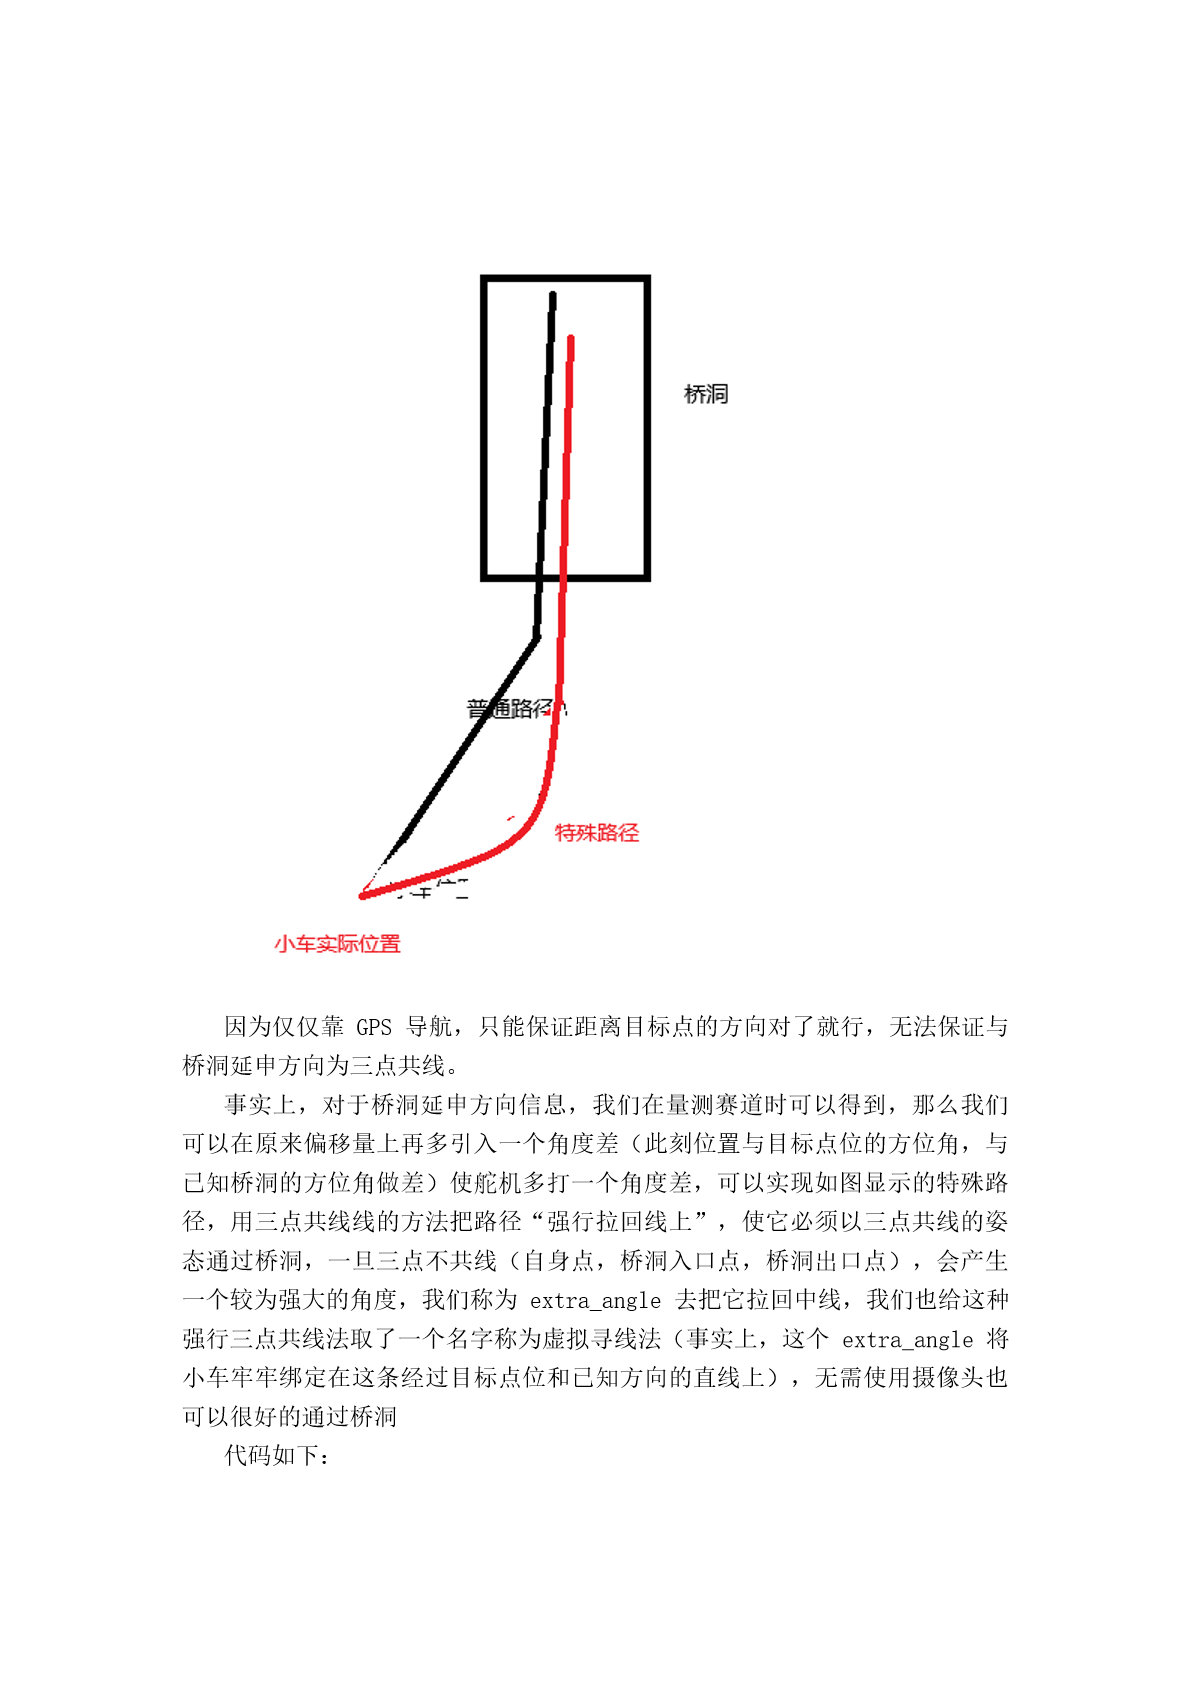 桥洞
普通路径
特殊路径
小车实际位置
因为仅仅靠 GPS 导航，只能保证距离目标点的方向对了就行，无法保证与
桥洞延申方向为三点共线。
事实上，对于桥洞延申方向信息，我们在量测赛道时可以得到，那么我们
可以在原来偏移量上再多引入一个角度差（此刻位置与目标点位的方位角，与
已知桥洞的方位角做差）使舵机多打一个角度差，可以实现如图显示的特殊路
径，用三点共线线的方法把路径“强行拉回线上”，使它必须以三点共线的姿
态通过桥洞，一旦三点不共线（自身点，桥洞入口点，桥洞出口点），会产生
一个较为强大的角度，我们称为 extra_angle 去把它拉回中线，我们也给这种
强行三点共线法取了一个名字称为虚拟寻线法（事实上，这个 extra_angle 将
小车牢牢绑定在这条经过目标点位和已知方向的直线上），无需使用摄像头也
可以很好的通过桥洞
代码如下：